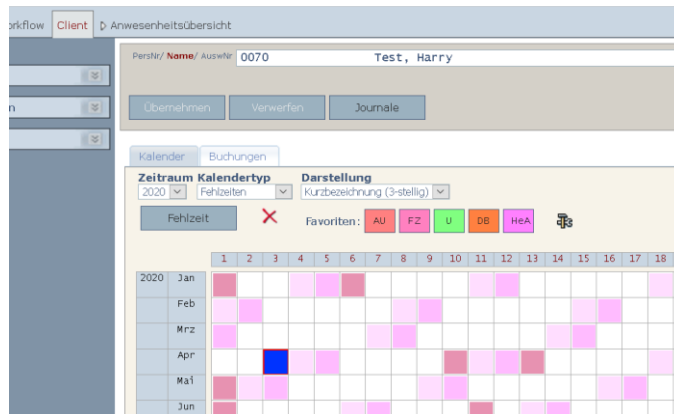 orkflow Client Anwesenheitsübersicht
PersNr/ Name/ AuswNr 0070 Test, Harry
n
Übernehmen Verwerfen Journale
Kalender Buchungen
Zeitraum Kalendertyp Darstellung
2020 Fehlzeiten Kurzbezeichnung (3-stellig)
Fehlzeit Favoriten: AU FZ U DB HeA
1 2 3 4 5 6 7 8 9 10 11 12 13 14 15 16 17 18
2020 Jan
Feb
Mrz
Apr
Mai
Jun